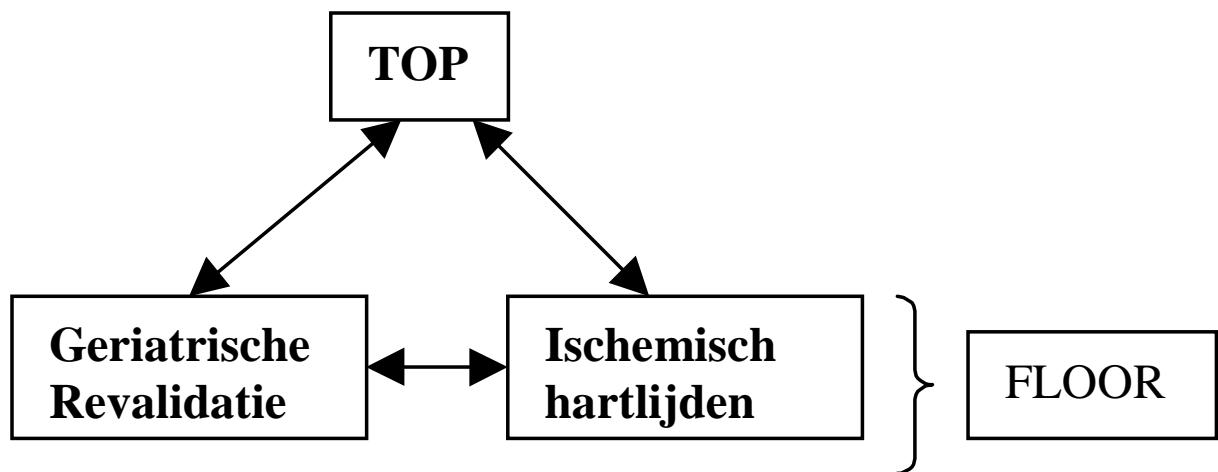 TOP
Geriatrische
Revalidatie
Ischemisch
hartlijden
FLOOR